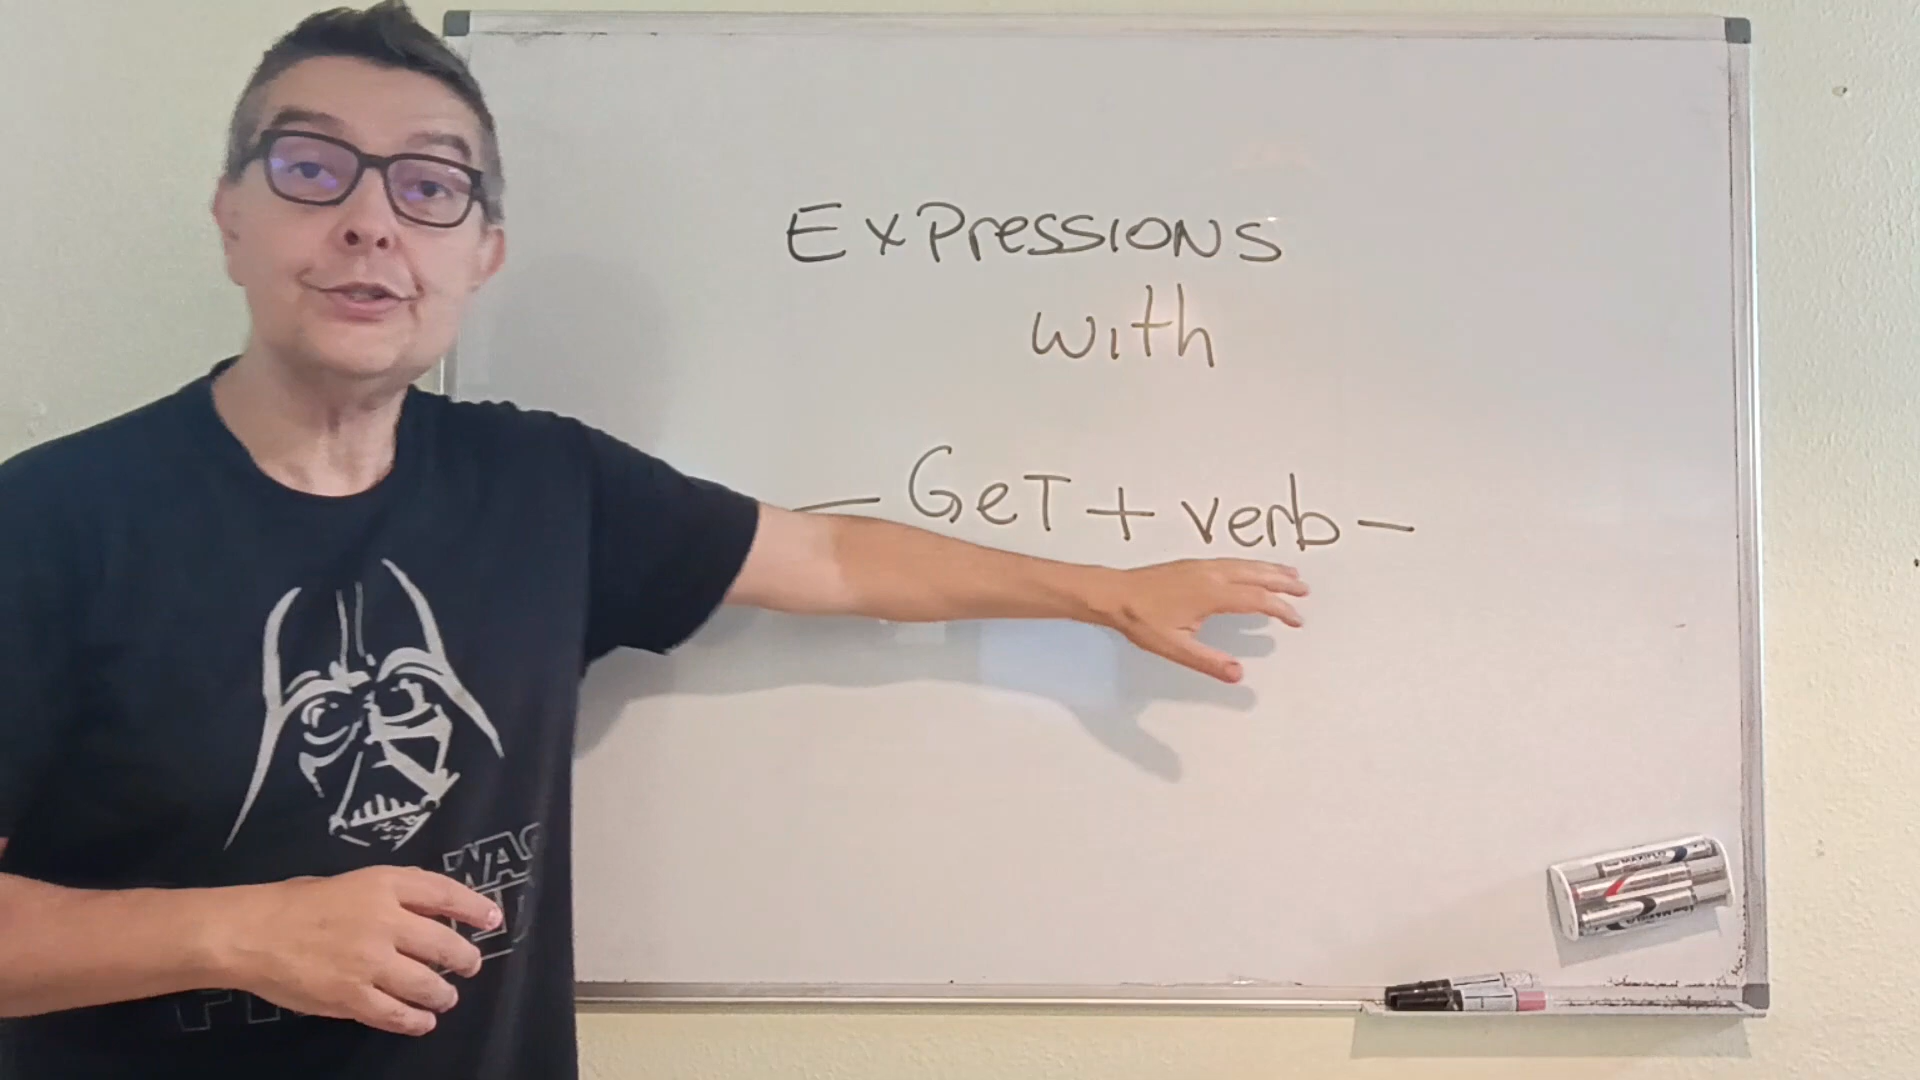 Expressions
with
- Get + verb -